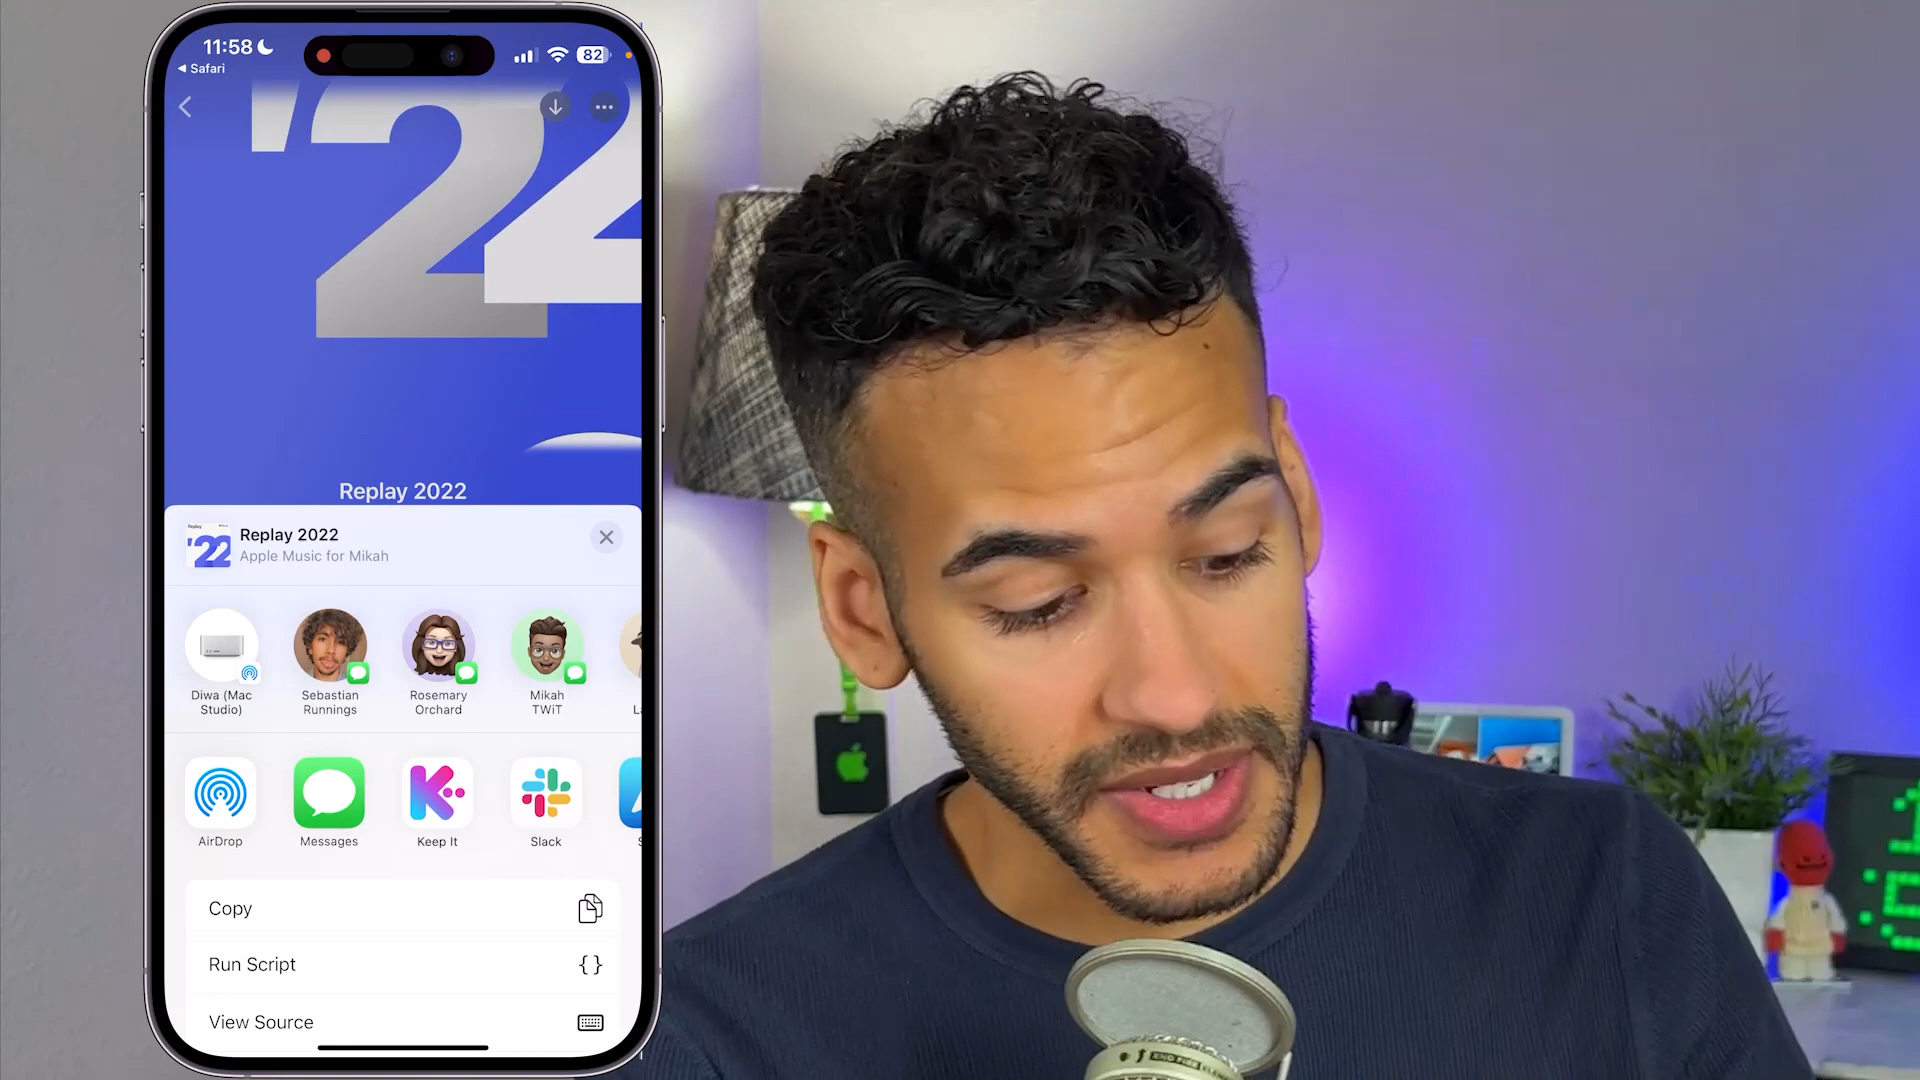 11:58
82
Safari
'22
Replay 2022
'22
Replay 2022
Apple Music for Mikah
Diwa (Mac
Studio)
Sebastian
Runnings
Rosemary
Orchard
Mikah
TWiT
AirDrop
Messages
Keep It
Slack
Copy
Run Script
{ }
View Source